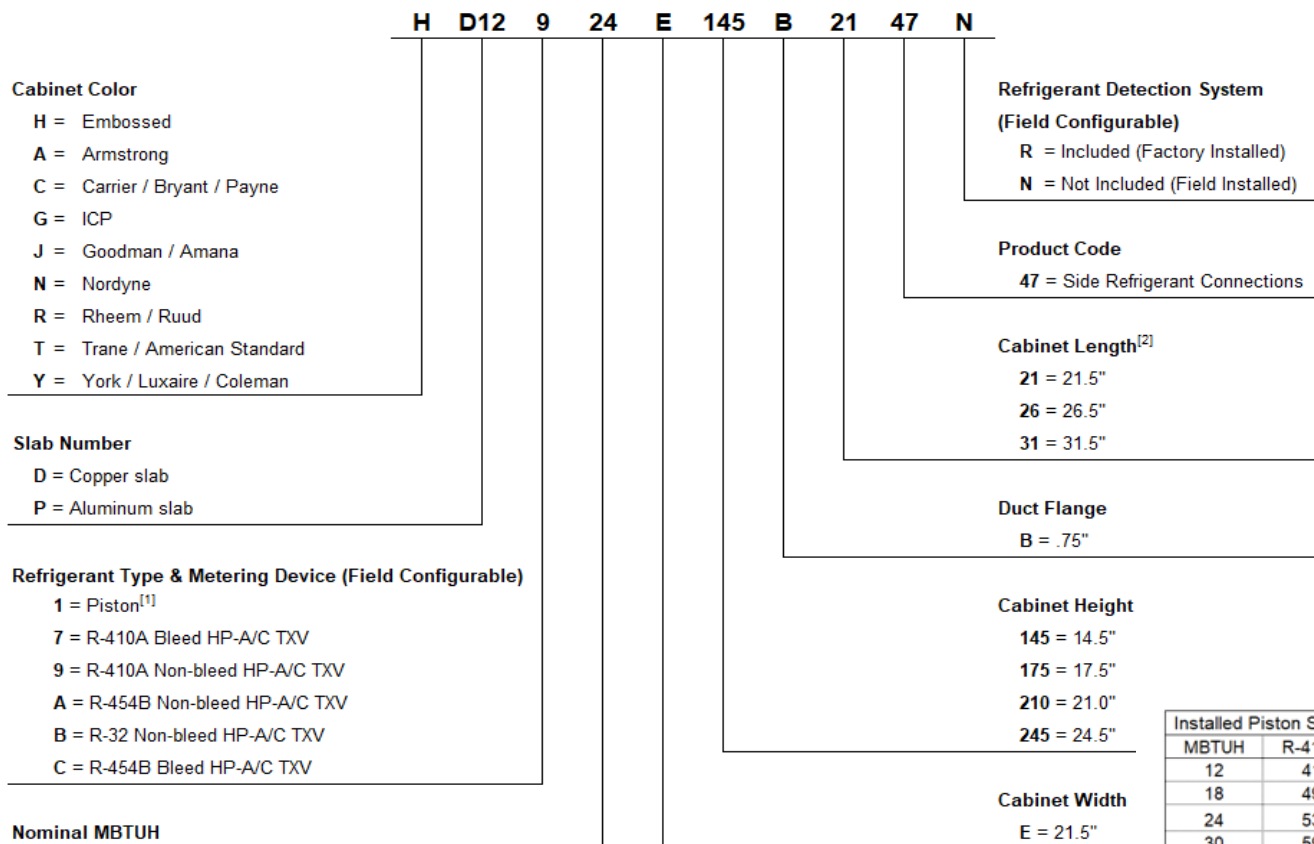 H D12 9 24 E 145 B 21 47 N
Cabinet Color
H = Embossed
A = Armstrong
C = Carrier / Bryant / Payne
G = ICP
J = Goodman / Amana
N = Nordyne
R = Rheem / Ruud
T = Trane / American Standard
Y = York / Luxaire / Coleman
Slab Number
D = Copper slab
P = Aluminum slab
Refrigerant Type & Metering Device (Field Configurable)
1 = Piston[1]
7 = R-410A Bleed HP-A/C TXV
9 = R-410A Non-bleed HP-A/C TXV
A = R-454B Non-bleed HP-A/C TXV
B = R-32 Non-bleed HP-A/C TXV
C = R-454B Bleed HP-A/C TXV
Nominal MBTUH
Refrigerant Detection System
(Field Configurable)
R = Included (Factory Installed)
N = Not Included (Field Installed)
Product Code
47 = Side Refrigerant Connections
Cabinet Length[2]
21 = 21.5"
26 = 26.5"
31 = 31.5"
Duct Flange
B = .75"
Cabinet Height
145 = 14.5"
175 = 17.5"
210 = 21.0"
245 = 24.5"
Cabinet Width
E = 21.5"
Installed Piston
MBTUH
12
18
24
30